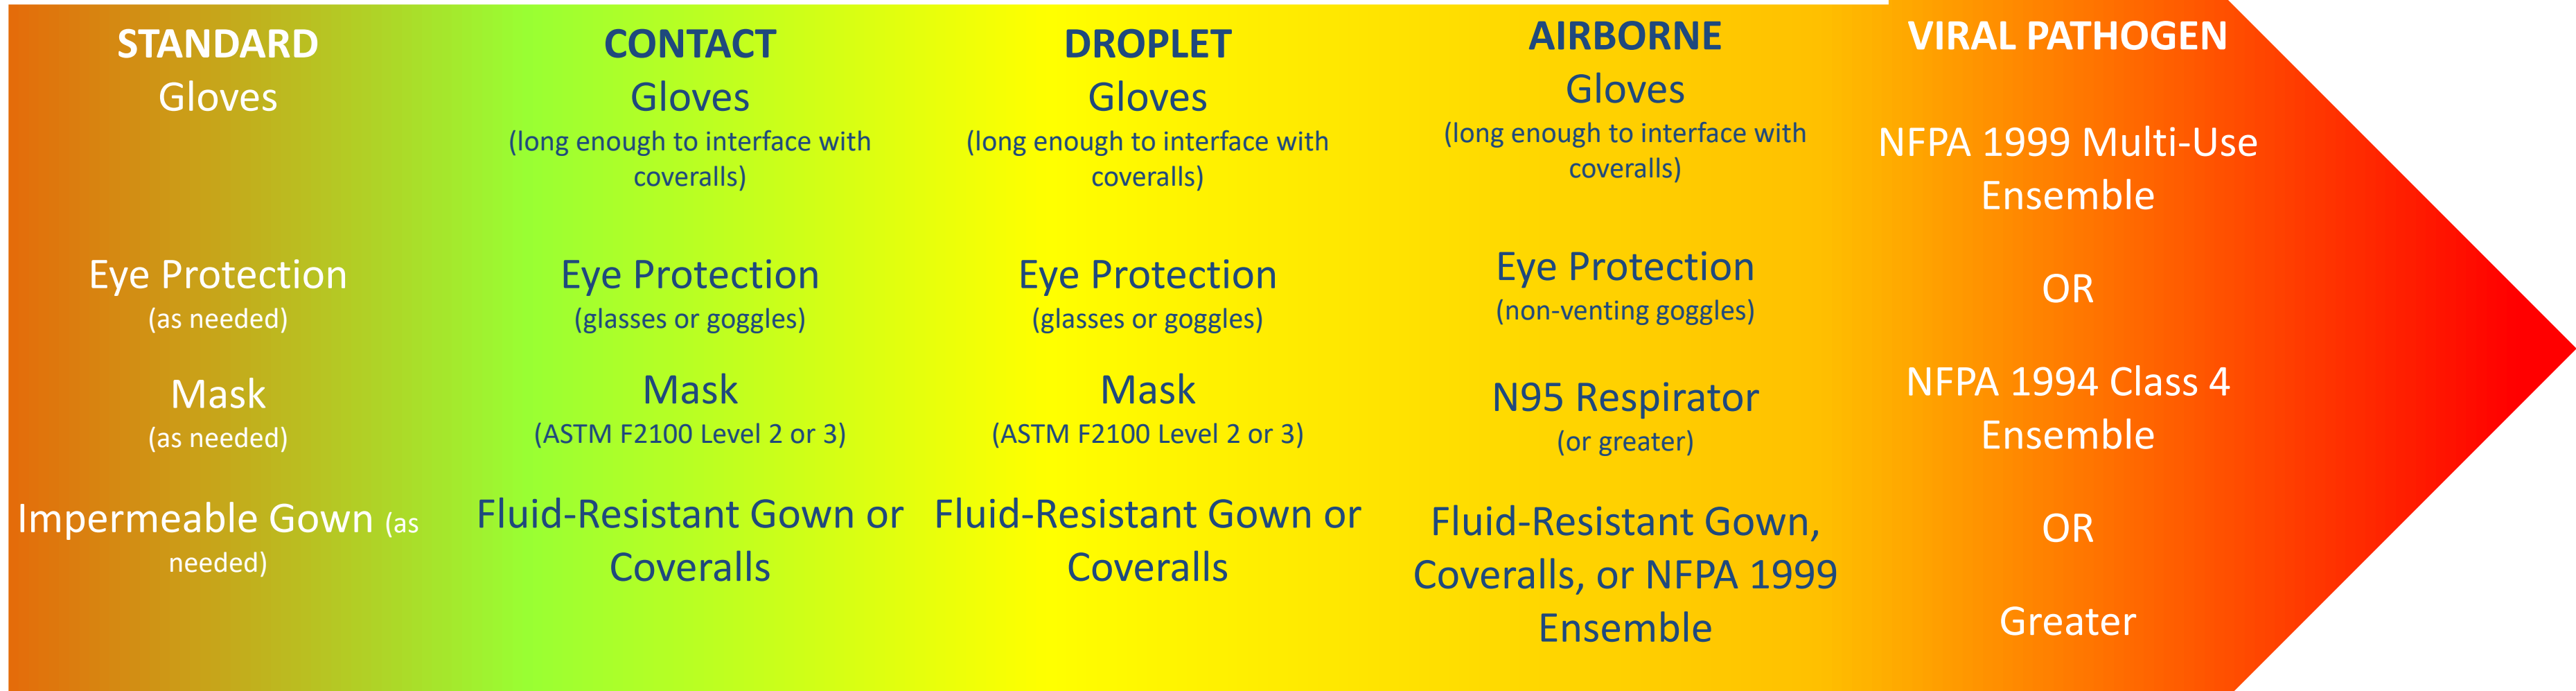 STANDARD
Gloves
Eye Protection
(as needed)
Mask
(as needed)
Impermeable Gown (as
needed)
CONTACT
Gloves
(long enough to interface with
coveralls)
Eye Protection
(glasses or goggles)
Mask
(ASTM F2100 Level 2 or 3)
Fluid-Resistant Gown or
Coveralls
DROPLET
Gloves
(long enough to interface with
coveralls)
Eye Protection
(glasses or goggles)
Mask
(ASTM F2100 Level 2 or 3)
Fluid-Resistant Gown or
Coveralls
AIRBORNE
Gloves
(long enough to interface with
coveralls)
Eye Protection
(non-venting goggles)
N95 Respirator
(or greater)
Fluid-Resistant Gown,
Coveralls, or NFPA 1999
Ensemble
VIRAL PATHOGEN
NFPA 1999 Multi-Use
Ensemble
OR
NFPA 1994 Class 4
Ensemble
OR
Greater